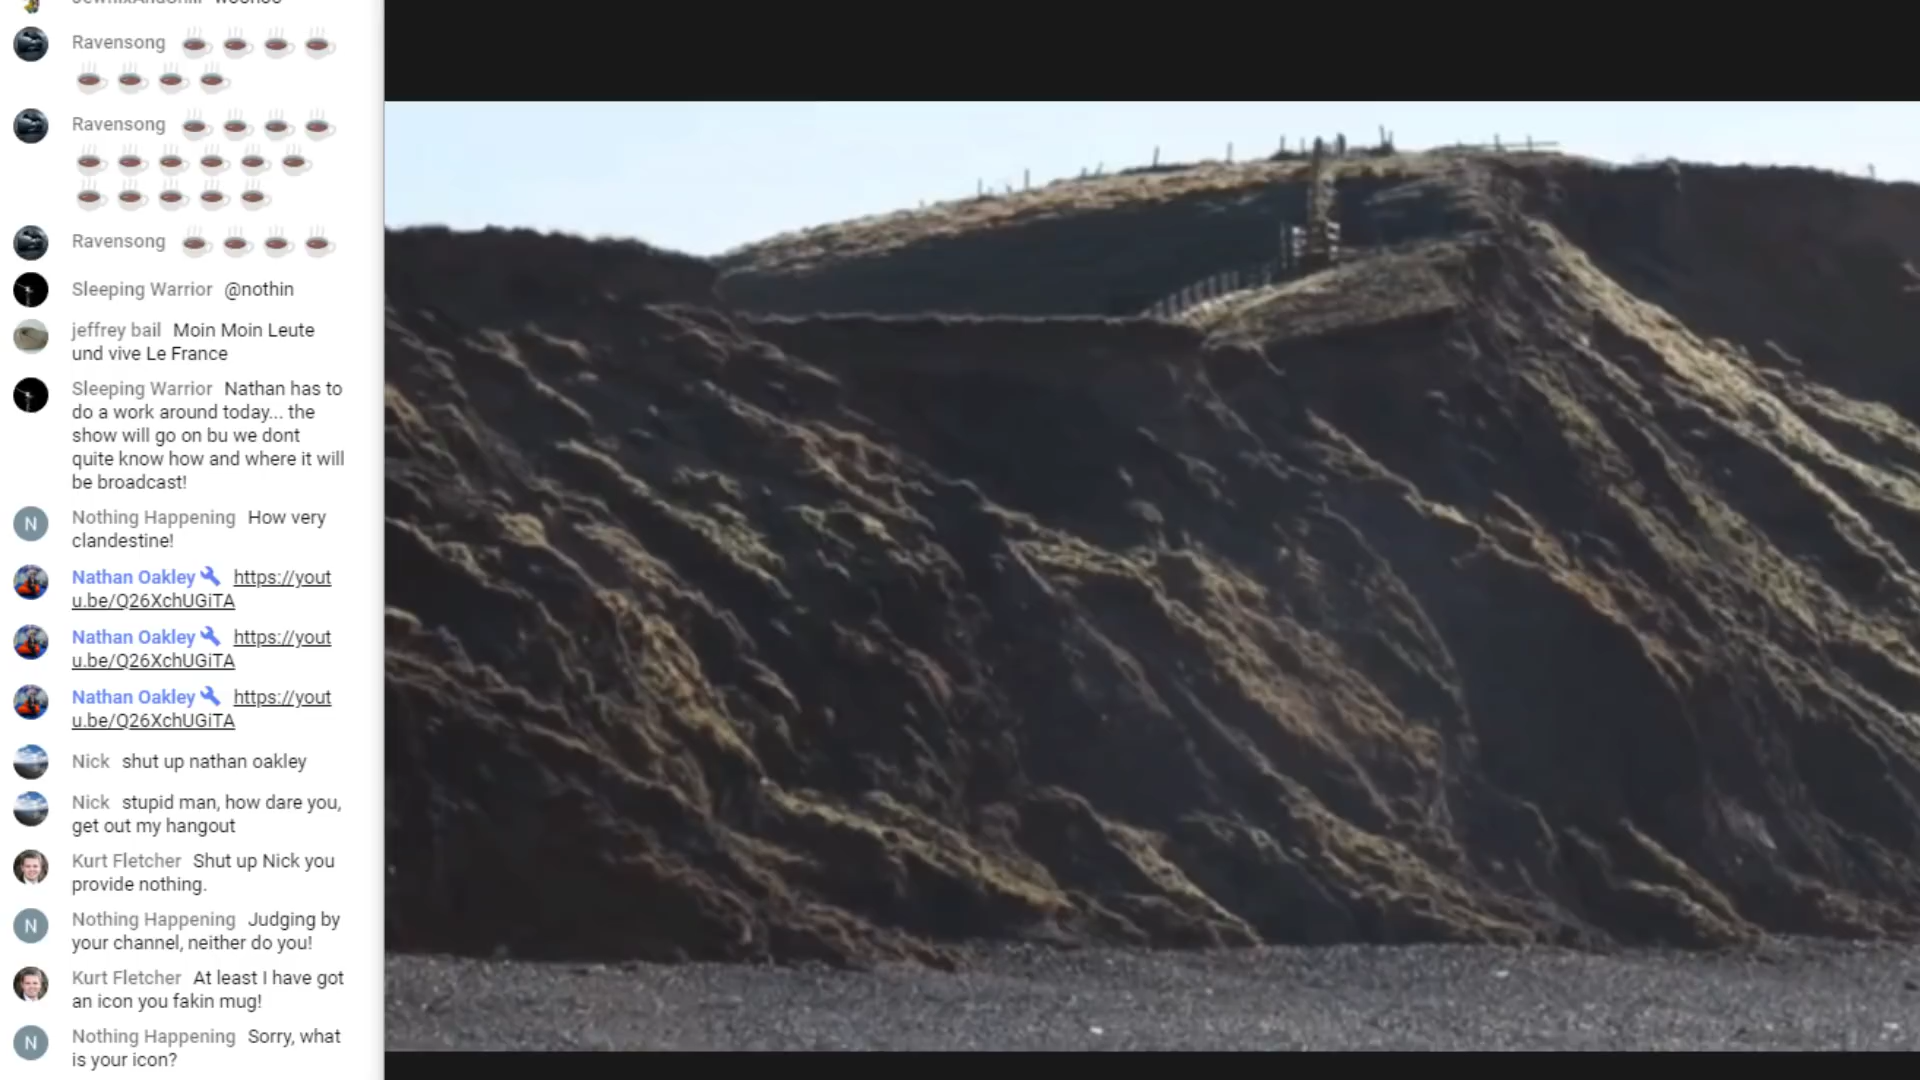 Ravensong
Ravensong
Ravensong
Sleeping Warrior @nothin
jeffrey bail Moin Moin Leute
und vive Le France
Sleeping Warrior Nathan has to
do a work around today... the
show will go on bu we dont
quite know how and where it will
be broadcast!
N Nothing Happening How very
clandestine!
Nathan Oakley https://yout
u.be/Q26XchUGiTA
Nathan Oakley https://yout
u.be/Q26XchUGiTA
Nathan Oakley https://yout
u.be/Q26XchUGiTA
Nick shut up nathan oakley
Nick stupid man, how dare you,
get out my hangout
Kurt Fletcher Shut up Nick you
provide nothing.
N Nothing Happening Judging by
your channel, neither do you!
Kurt Fletcher At least I have got
an icon you fakin mug!
N Nothing Happening Sorry, what
is your icon?